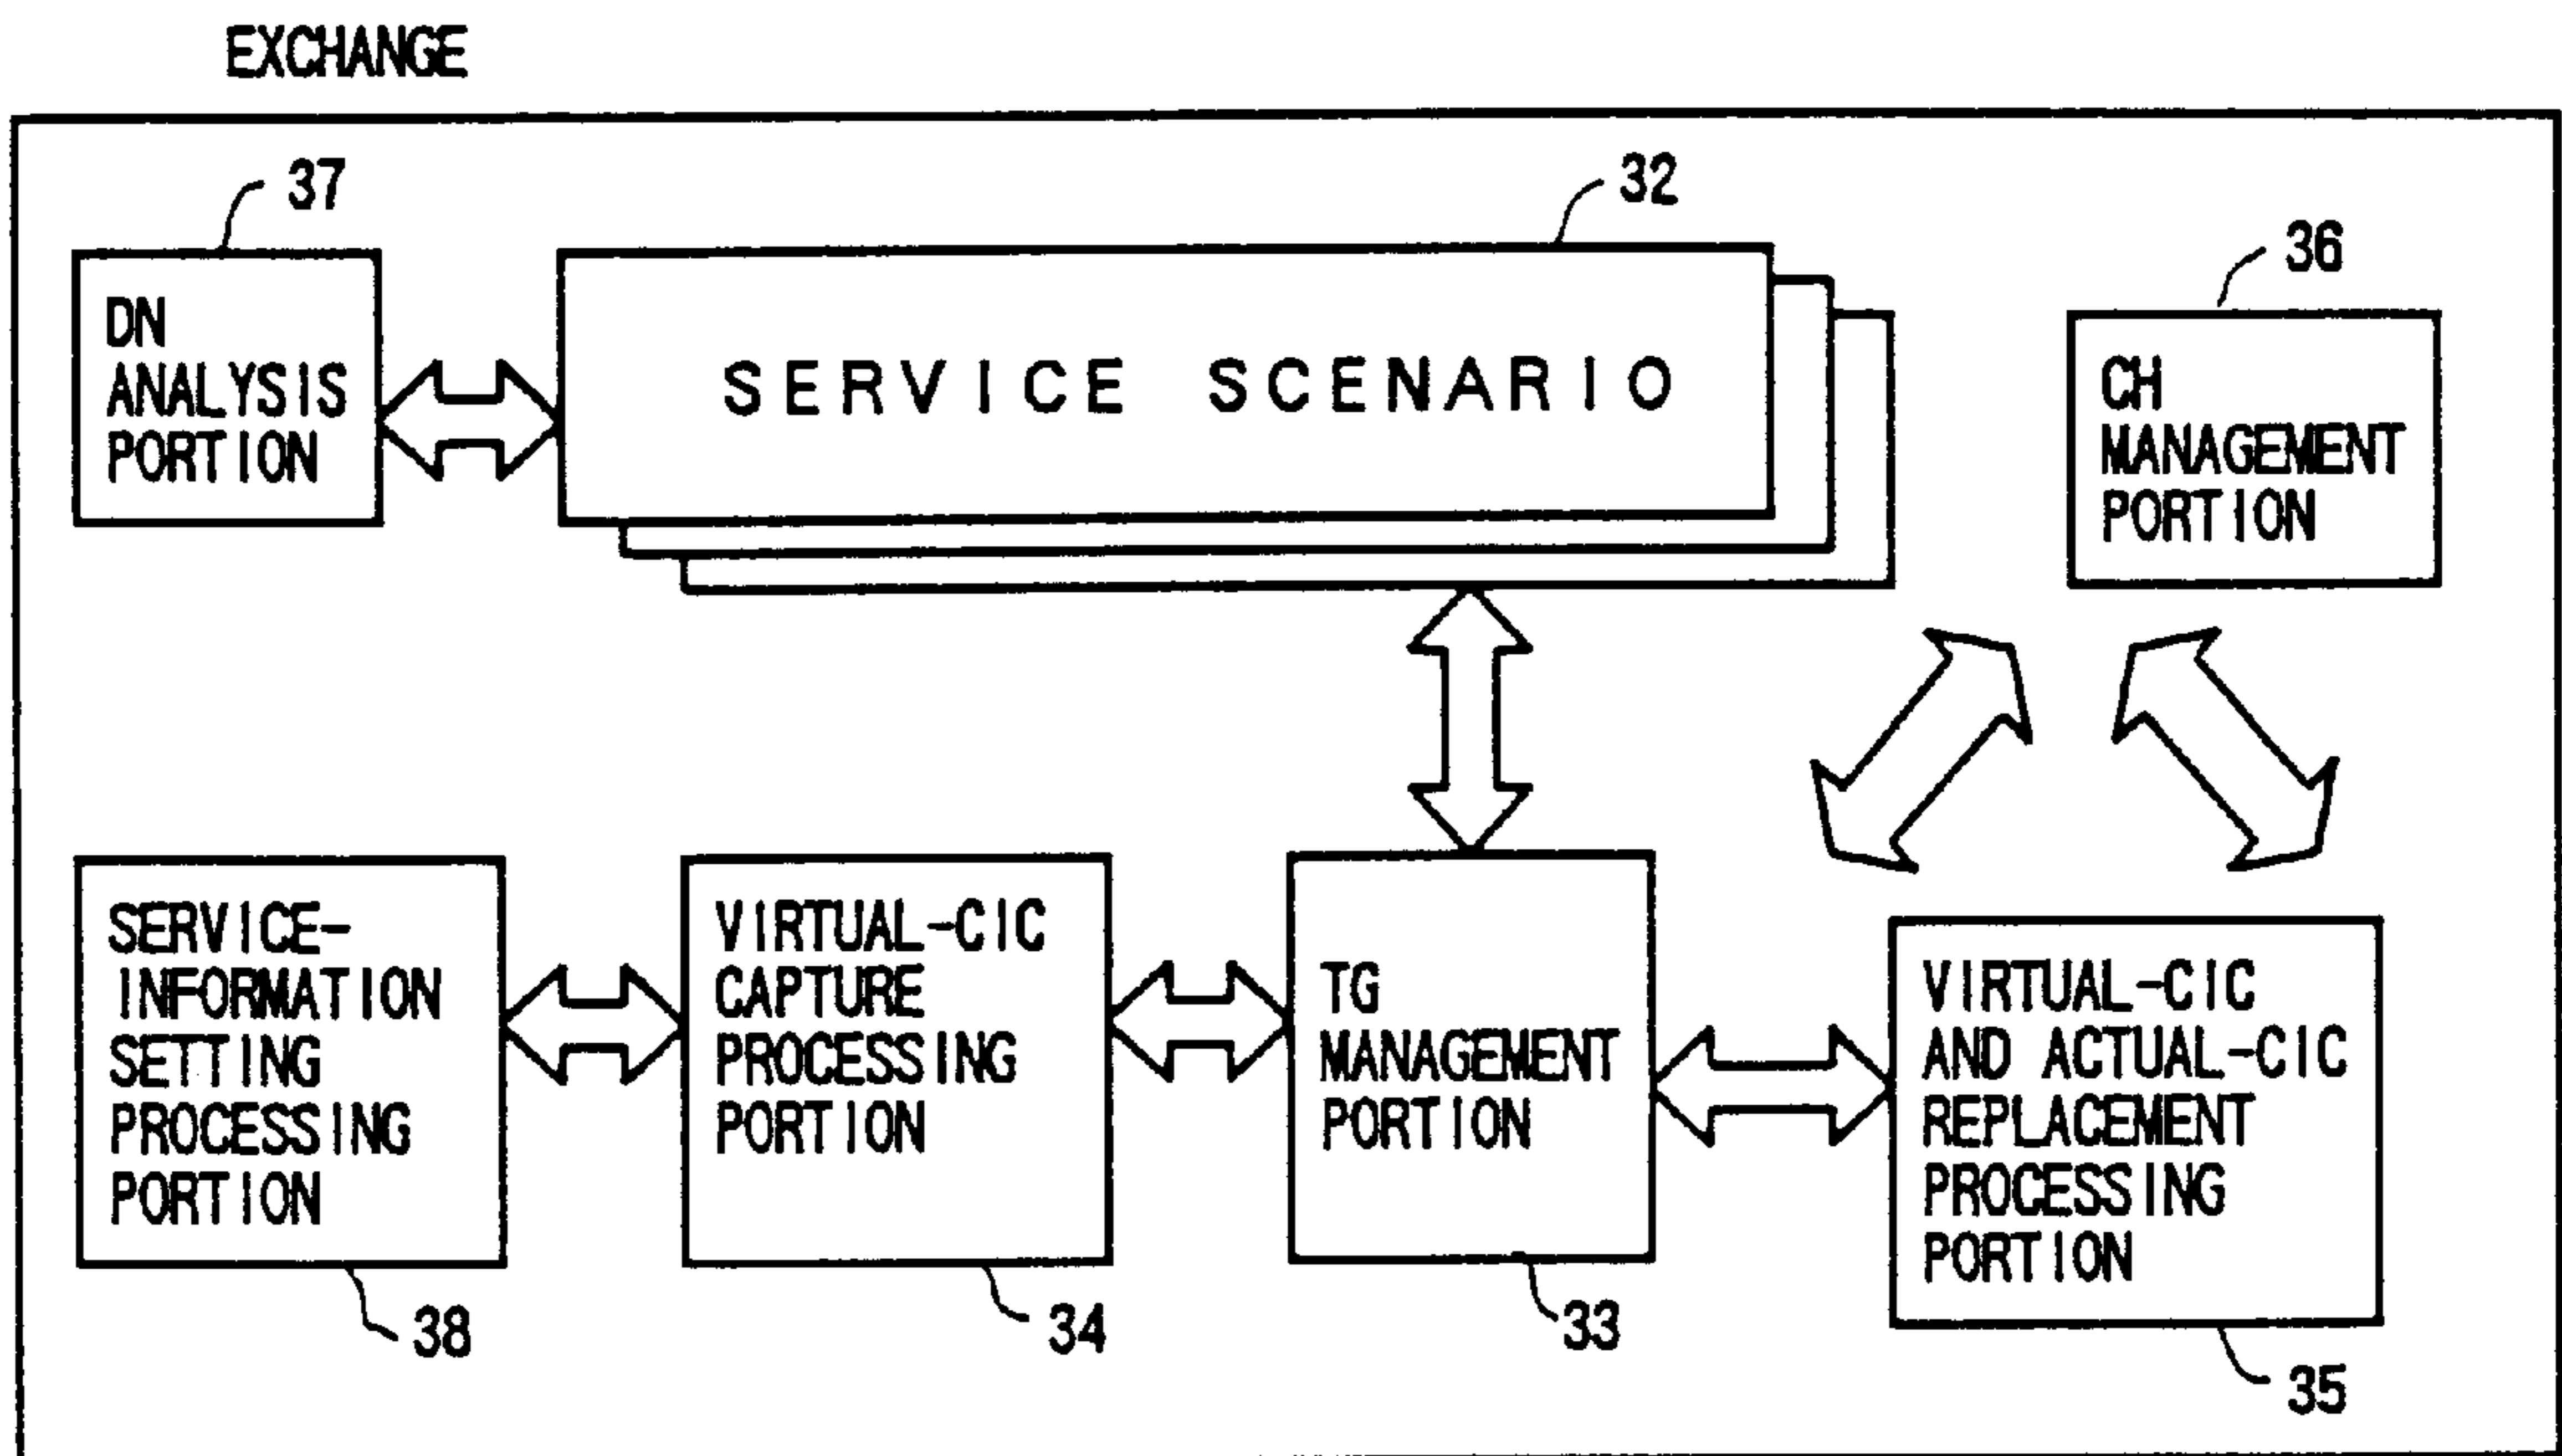 EXCHANGE
37
32
36
DN
ANALYSIS
PORTION
SERVICE SCENARIO
CH
MANAGEMENT
PORTION
SERVICE-
INFORMATION
SETTING
PROCESSING
PORTION
VIRTUAL-CIC
CAPTURE
PROCESSING
PORTION
TG
MANAGEMENT
PORTION
VIRTUAL-CIC
AND ACTUAL-CIC
REPLACEMENT
PROCESSING
PORTION
38
34
33
35